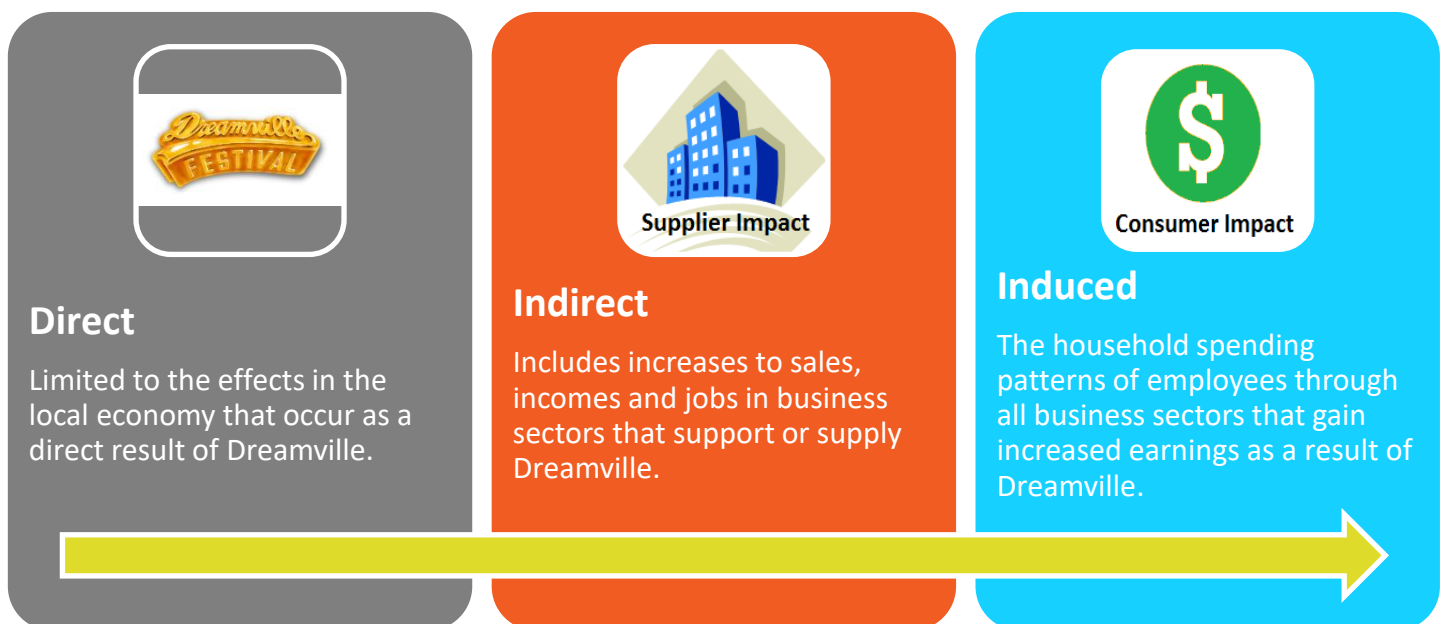 Dreamville
FESTIVAL
Direct
Limited to the effects in the
local economy that occur as a
direct result of Dreamville.
Supplier Impact
Indirect
Includes increases to sales,
incomes and jobs in business
sectors that support or supply
Dreamville.
$
Consumer Impact
Induced
The household spending
patterns of employees through
all business sectors that gain
increased earnings as a result of
Dreamville.